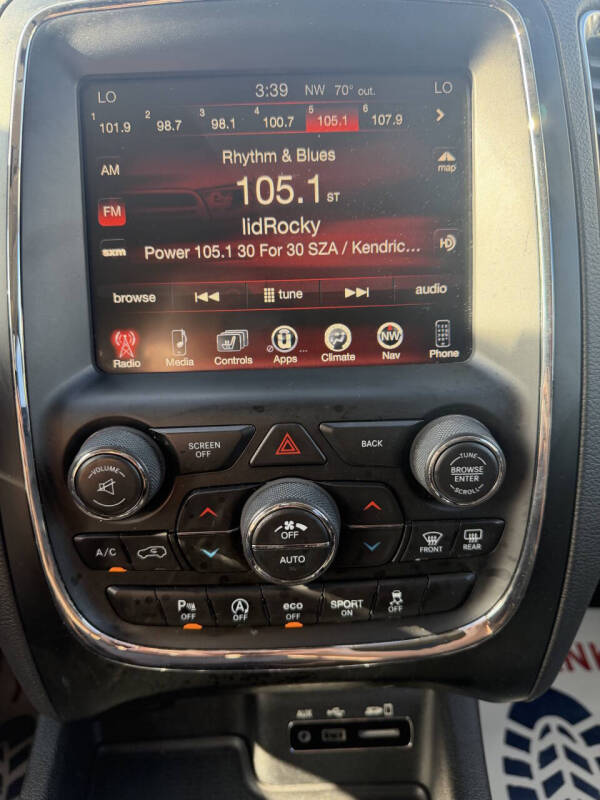 LO 3:39 NW 70° out. LO
1 101.9 2 98.7 3 98.1 4 100.7 5 105.1 6 107.9
Rhythm & Blues
AM
map
105.1 ST
FM
lidRocky
sxm Power 105.1 30 For 30 SZA / Kendric... HD
browse tune audio
Radio Media Controls Apps Climate NW Nav Phone
SCREEN OFF BACK
VOLUME
TUNE BROWSE ENTER SCROLL
OFF
AUTO
A/C FRONT REAR
P OFF A OFF eco OFF SPORT ON OFF
AUX